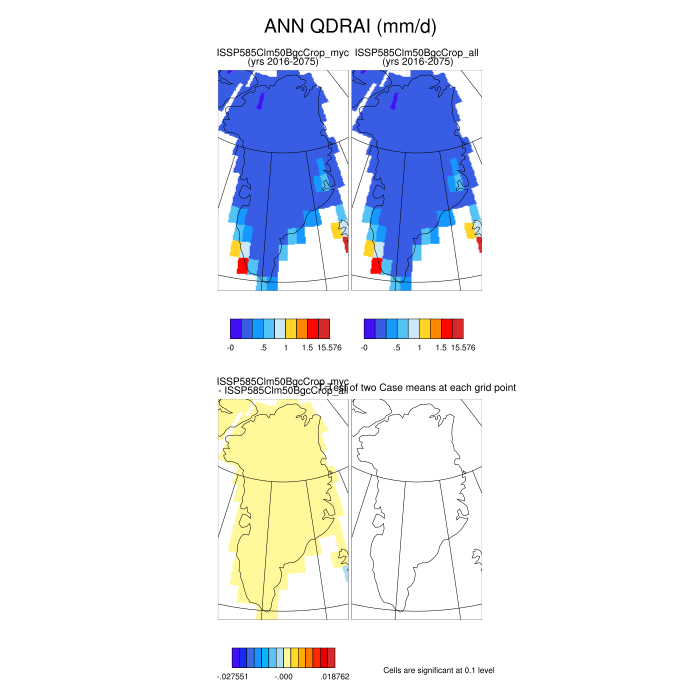 ANN QDRAI (mm/d)
ISSP585Clm50BgcCrop_myc ISSP585Clm50BgcCrop_all
(yrs 2016-2075) (yrs 2016-2075)
-0 .5 1 1.5 15.576 -0 .5 1 1.5 15.576
ISSP585Clm50BgcCrop_myc
- ISSP585Clm50BgcCrop_all of two Case means at each grid point
-.027551 -.000 .018762
Cells are significant at 0.1 level